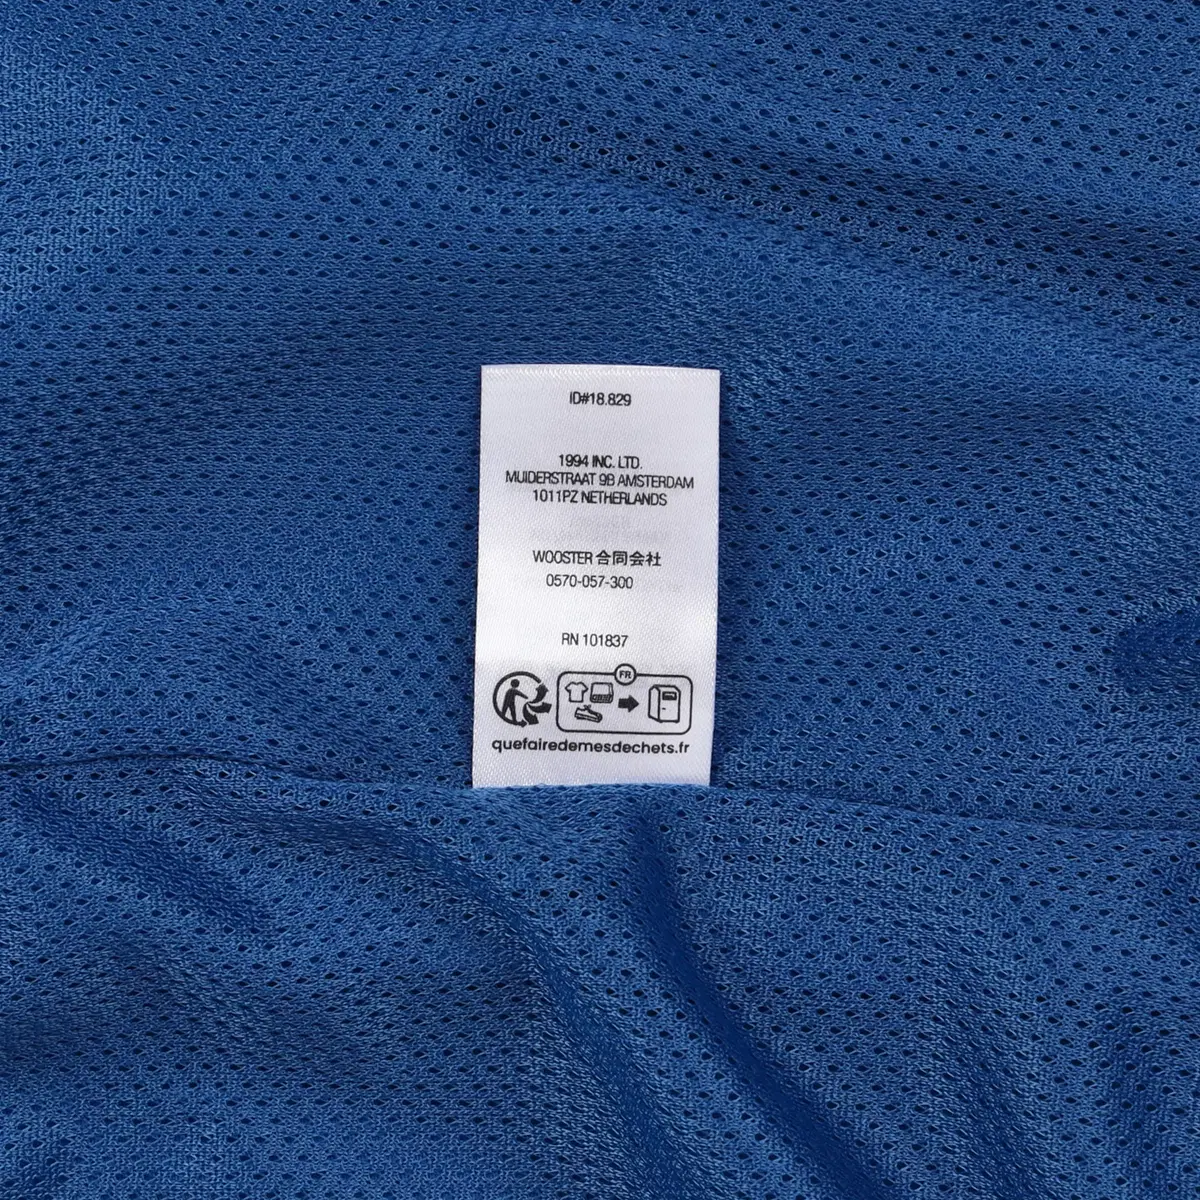 ID#18.829
1994 INC. LTD.
MUIDERSTRAAT 9B AMSTERDAM
1011PZ NETHERLANDS
WOOSTER 合同会社
0570-057-300
RN 101837
FR
quefairedemesdechets.fr